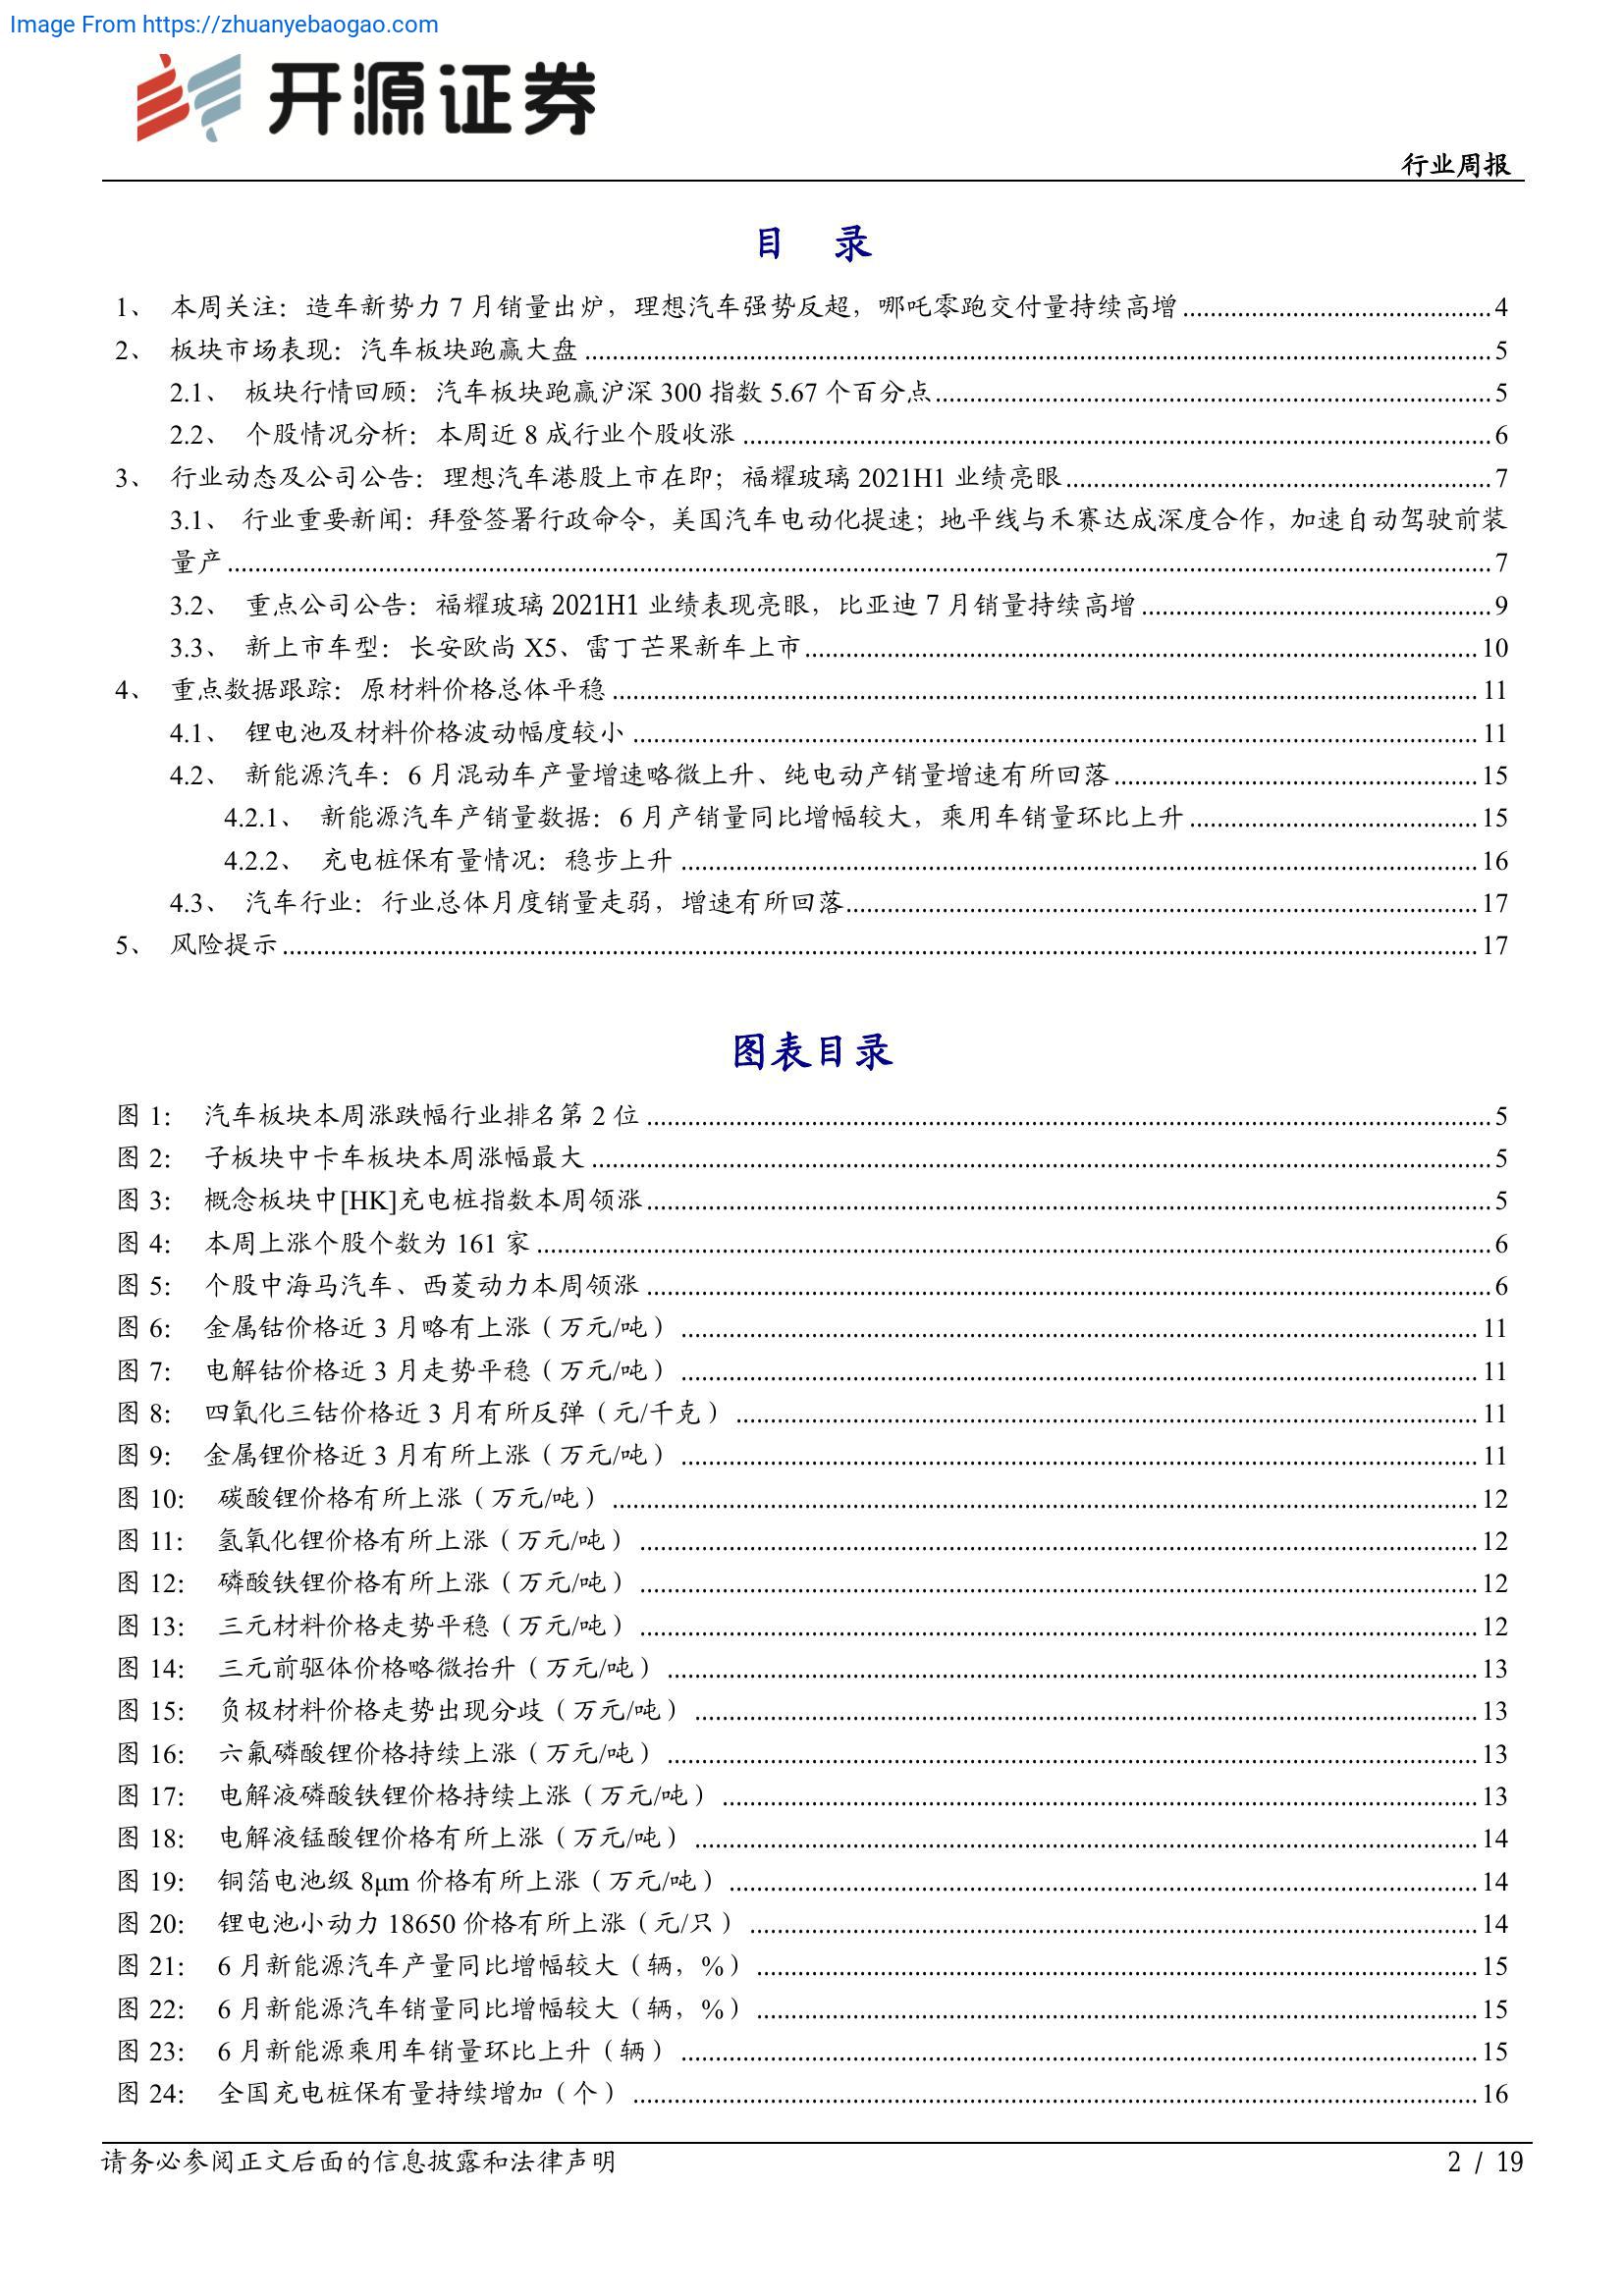 Image From https://zhuanyebaogao.com
开源证券
行业周报
目 录
1、 本周关注：造车新势力 7 月销量出炉，理想汽车强势反超，哪吒零跑交付量持续高增 4
2、 板块市场表现：汽车板块跑赢大盘 5
2.1、 板块行情回顾：汽车板块跑赢沪深 300 指数 5.67 个百分点 5
2.2、 个股情况分析：本周近 8 成行业个股收涨 6
3、 行业动态及公司公告：理想汽车港股上市在即；福耀玻璃 2021H1 业绩亮眼 7
3.1、 行业重要新闻：拜登签署行政命令，美国汽车电动化提速；地平线与禾赛达成深度合作，加速自动驾驶前装
量产 7
3.2、 重点公司公告：福耀玻璃 2021H1 业绩表现亮眼，比亚迪 7 月销量持续高增 9
3.3、 新上市车型：长安欧尚 X5、雷丁芒果新车上市 10
4、 重点数据跟踪：原材料价格总体平稳 11
4.1、 锂电池及材料价格波动幅度较小 11
4.2、 新能源汽车：6 月混动车产量增速略微上升、纯电动产销量增速有所回落 15
4.2.1、 新能源汽车产销量数据：6 月产销量同比增幅较大，乘用车销量环比上升 15
4.2.2、 充电桩保有量情况：稳步上升 16
4.3、 汽车行业：行业总体月度销量走弱，增速有所回落 17
5、 风险提示 17
图表目录
图 1： 汽车板块本周涨跌幅行业排名第 2 位 5
图 2： 子板块中卡车板块本周涨幅最大 5
图 3： 概念板块中[HK]充电桩指数本周领涨 5
图 4： 本周上涨个股个数为 161 家 6
图 5： 个股中海马汽车、西菱动力本周领涨 6
图 6： 金属钴价格近 3 月略有上涨（万元/吨） 11
图 7： 电解钴价格近 3 月走势平稳（万元/吨） 11
图 8： 四氧化三钴价格近 3 月有所反弹（元/千克） 11
图 9： 金属锂价格近 3 月有所上涨（万元/吨） 11
图 10： 碳酸锂价格有所上涨（万元/吨） 12
图 11： 氢氧化锂价格有所上涨（万元/吨） 12
图 12： 磷酸铁锂价格有所上涨（万元/吨） 12
图 13： 三元材料价格走势平稳（万元/吨） 12
图 14： 三元前驱体价格略微抬升（万元/吨） 13
图 15： 负极材料价格走势出现分歧（万元/吨） 13
图 16： 六氟磷酸锂价格持续上涨（万元/吨） 13
图 17： 电解液磷酸铁锂价格持续上涨（万元/吨） 13
图 18： 电解液锰酸锂价格有所上涨（万元/吨） 14
图 19： 铜箔电池级 8μm 价格有所上涨（万元/吨） 14
图 20： 锂电池小动力 18650 价格有所上涨（元/只） 14
图 21： 6 月新能源汽车产量同比增幅较大（辆，%） 15
图 22： 6 月新能源汽车销量同比增幅较大（辆，%） 15
图 23： 6 月新能源乘用车销量环比上升（辆） 15
图 24： 全国充电桩保有量持续增加（个） 16
请务必参阅正文后面的信息披露和法律声明
2 / 19